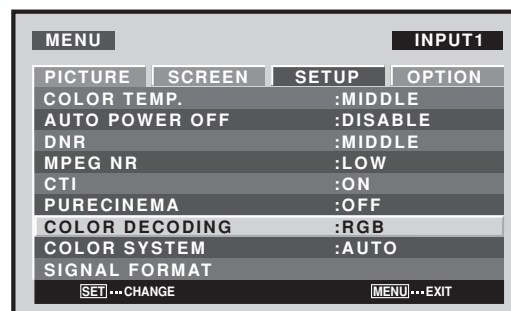 MENU INPUT1
PICTURE SCREEN SETUP OPTION
COLOR TEMP. :MIDDLE
AUTO POWER OFF :DISABLE
DNR :MIDDLE
MPEG NR :LOW
CTI :ON
PURECINEMA :OFF
COLOR DECODING :RGB
COLOR SYSTEM :AUTO
SIGNAL FORMAT
SET ••• CHANGE MENU ••• EXIT